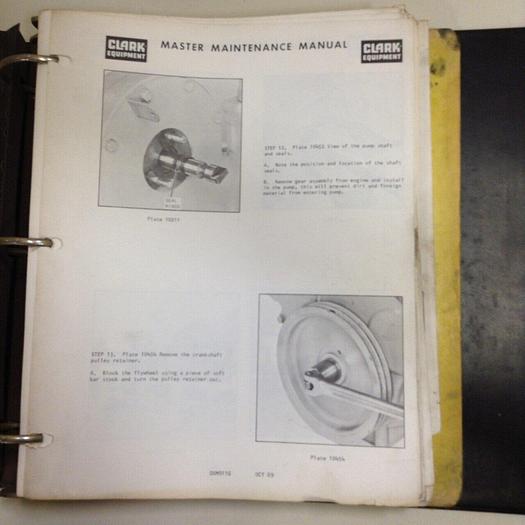 CLARK
EQUIPMENT
MASTER MAINTENANCE MANUAL
CLARK
EQUIPMENT
SEAL
RINGS
Plate 10211
STEP 12. Plate 10453 View of the pump shaft
and seals.
A. Note the position and location of the shaft
seals.
B. Remove gear assembly from engine and install
in the pump, this will prevent dirt and foreign
material from entering pump.
STEP 13. Plate 10454 Remove the crankshaft
pulley retainer.
A. Block the flywheel using a piece of soft
bar stock and turn the pulley retainer out.
Plate 10454
OCT 69